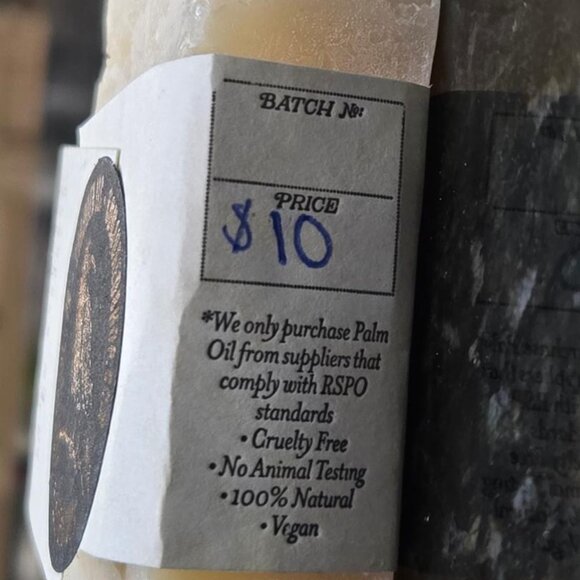 BATCH №:
PRICE
$10
*We only purchase Palm
Oil from suppliers that
comply with RSPO
standards
• Cruelty Free
• No Animal Testing
• 100% Natural
• Vegan